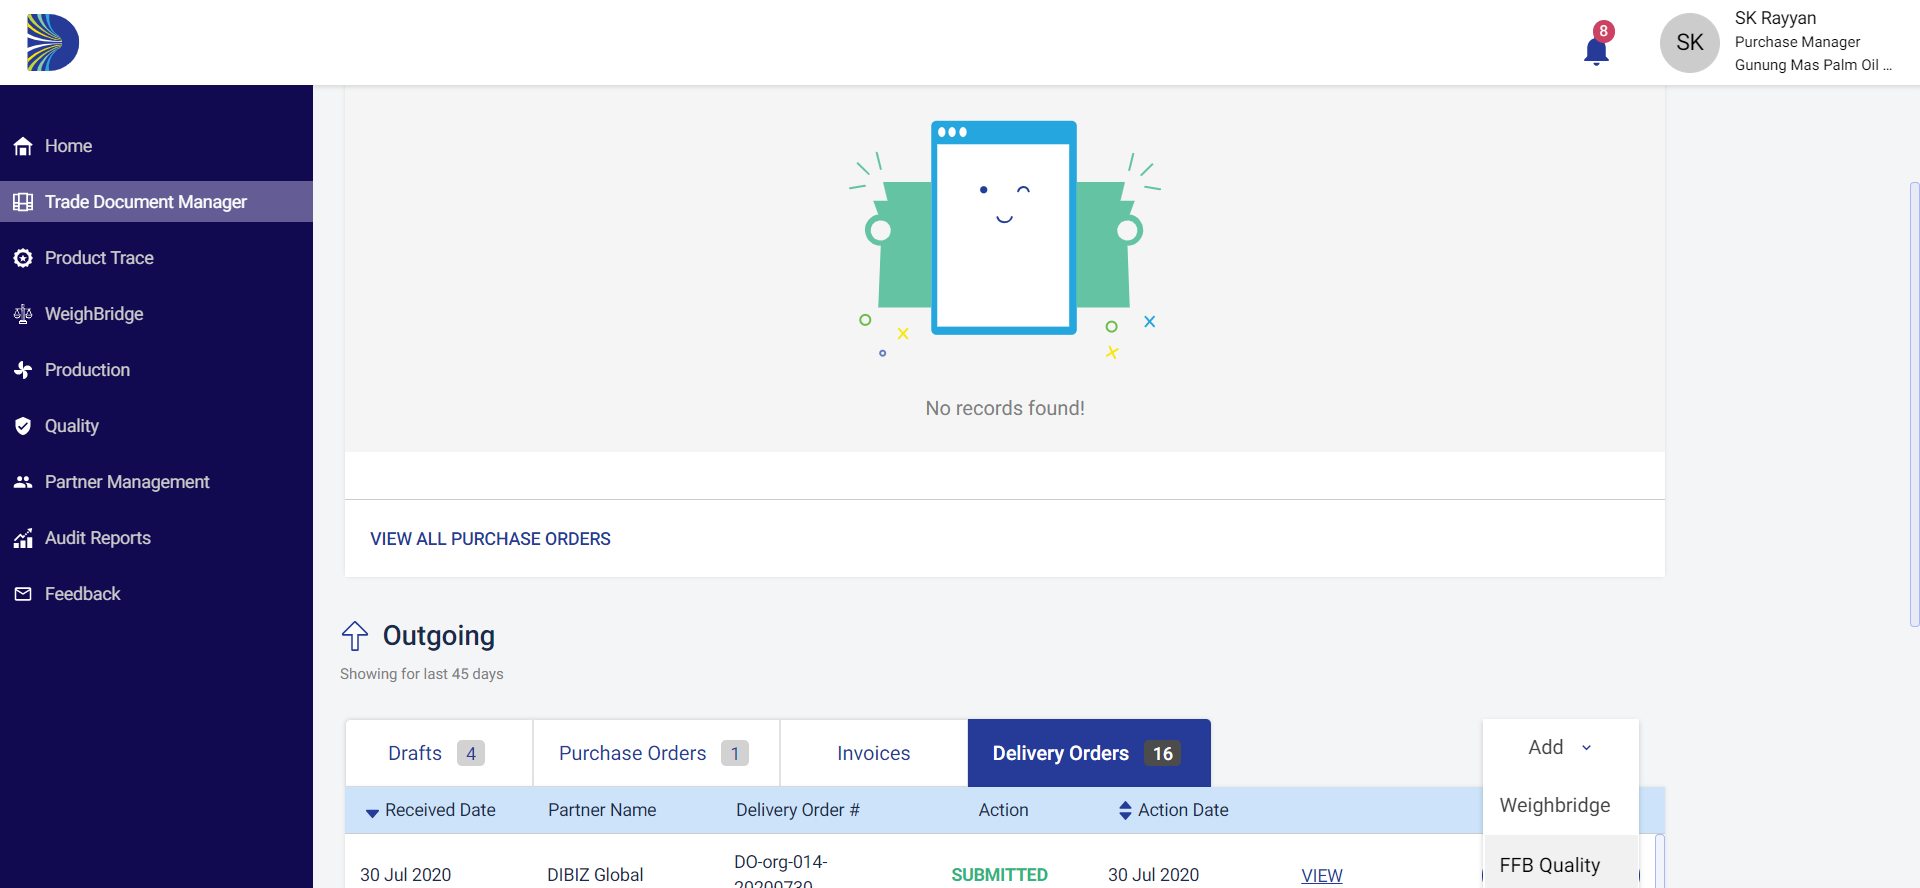 8
SK
SK Rayyan
Purchase Manager
Gunung Mas Palm Oil ...
Home
Trade Document Manager
Product Trace
WeighBridge
Production
Quality
Partner Management
Audit Reports
Feedback
No records found!
VIEW ALL PURCHASE ORDERS
Outgoing
Showing for last 45 days
Drafts 4
Purchase Orders 1
Invoices
Delivery Orders 16
Add
Weighbridge
FFB Quality
Received Date Partner Name Delivery Order # Action Action Date
30 Jul 2020 DIBIZ Global DO-org-014- SUBMITTED 30 Jul 2020 VIEW
20200730